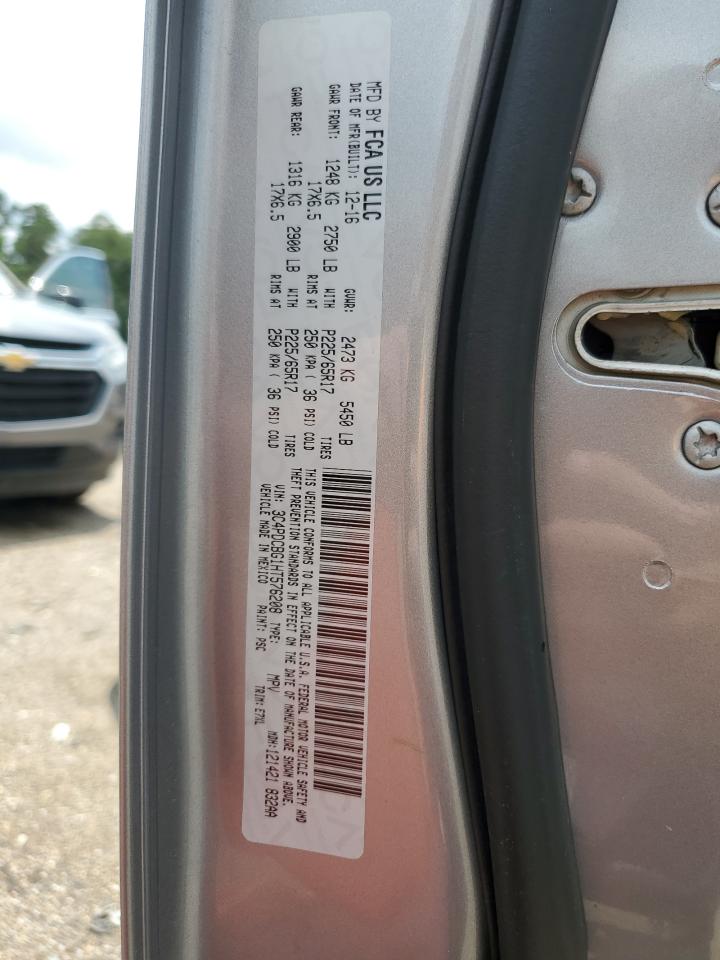 MFD BY FCA US LLC
DATE OF MFR(BUILT): 12-16 GVWR: 2473 KG 5450 LB
GAWR FRONT: 1248 KG 2750 LB WITH P225/65R17 TIRES
17X6.5 RIMS AT 250 KPA ( 36 PSI) COLD
GAWR REAR: 1316 KG 2900 LB WITH P225/65R17 TIRES
17X6.5 RIMS AT 250 KPA ( 36 PSI) COLD
THIS VEHICLE CONFORMS TO ALL APPLICABLE U.S.A. FEDERAL MOTOR VEHICLE SAFETY AND
THEFT PREVENTION STANDARDS IN EFFECT ON THE DATE OF MANUFACTURE SHOWN ABOVE.
VIN: 3C4PDCBG1HT576208 TYPE: MPV MDH:121421 832AA
VEHICLE MADE IN MEXICO PAINT: PSC TRIM: E7XL